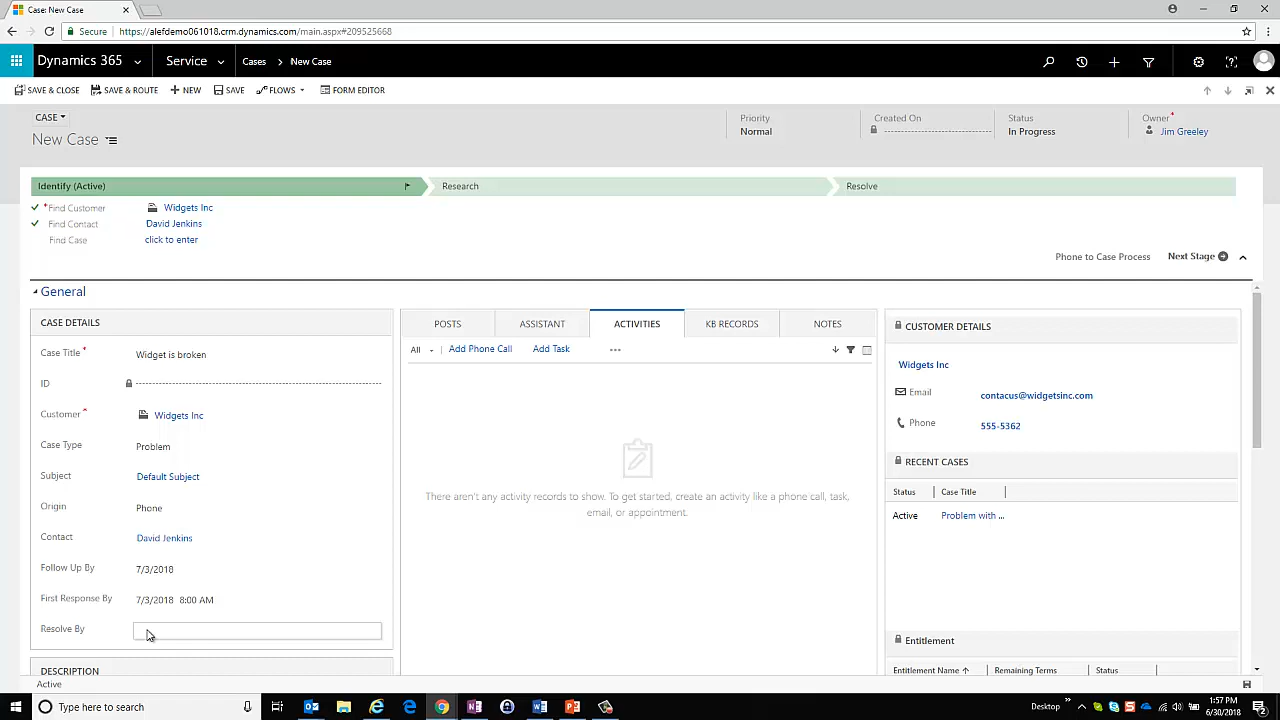 Case: New Case
Secure https://alefdemo061018.crm.dynamics.com/main.aspx#209525668
Dynamics 365 Service Cases > New Case
SAVE & CLOSE SAVE & ROUTE NEW SAVE FLOWS FORM EDITOR
CASE
New Case
Priority
Normal
Created On
Status
In Progress
Owner*
Jim Greeley
Identify (Active) Research Resolve
*Find Customer Widgets Inc
Find Contact David Jenkins
Find Case click to enter
Phone to Case Process Next Stage
General
CASE DETAILS
Case Title* Widget is broken
ID
Customer* Widgets Inc
Case Type Problem
Subject Default Subject
Origin Phone
Contact David Jenkins
Follow Up By 7/3/2018
First Response By 7/3/2018 8:00 AM
Resolve By
DESCRIPTION
POSTS ASSISTANT ACTIVITIES KB RECORDS NOTES
All Add Phone Call Add Task ...
There aren't any activity records to show. To get started, create an activity like a phone call, task,
email, or appointment.
CUSTOMER DETAILS
Widgets Inc
Email contacus@widgetsinc.com
Phone 555-5362
RECENT CASES
Status Case Title
Active Problem with ...
Entitlement
Entitlement Name Remaining Terms Status
Active
Type here to search
Desktop
1:57 PM
6/30/2018